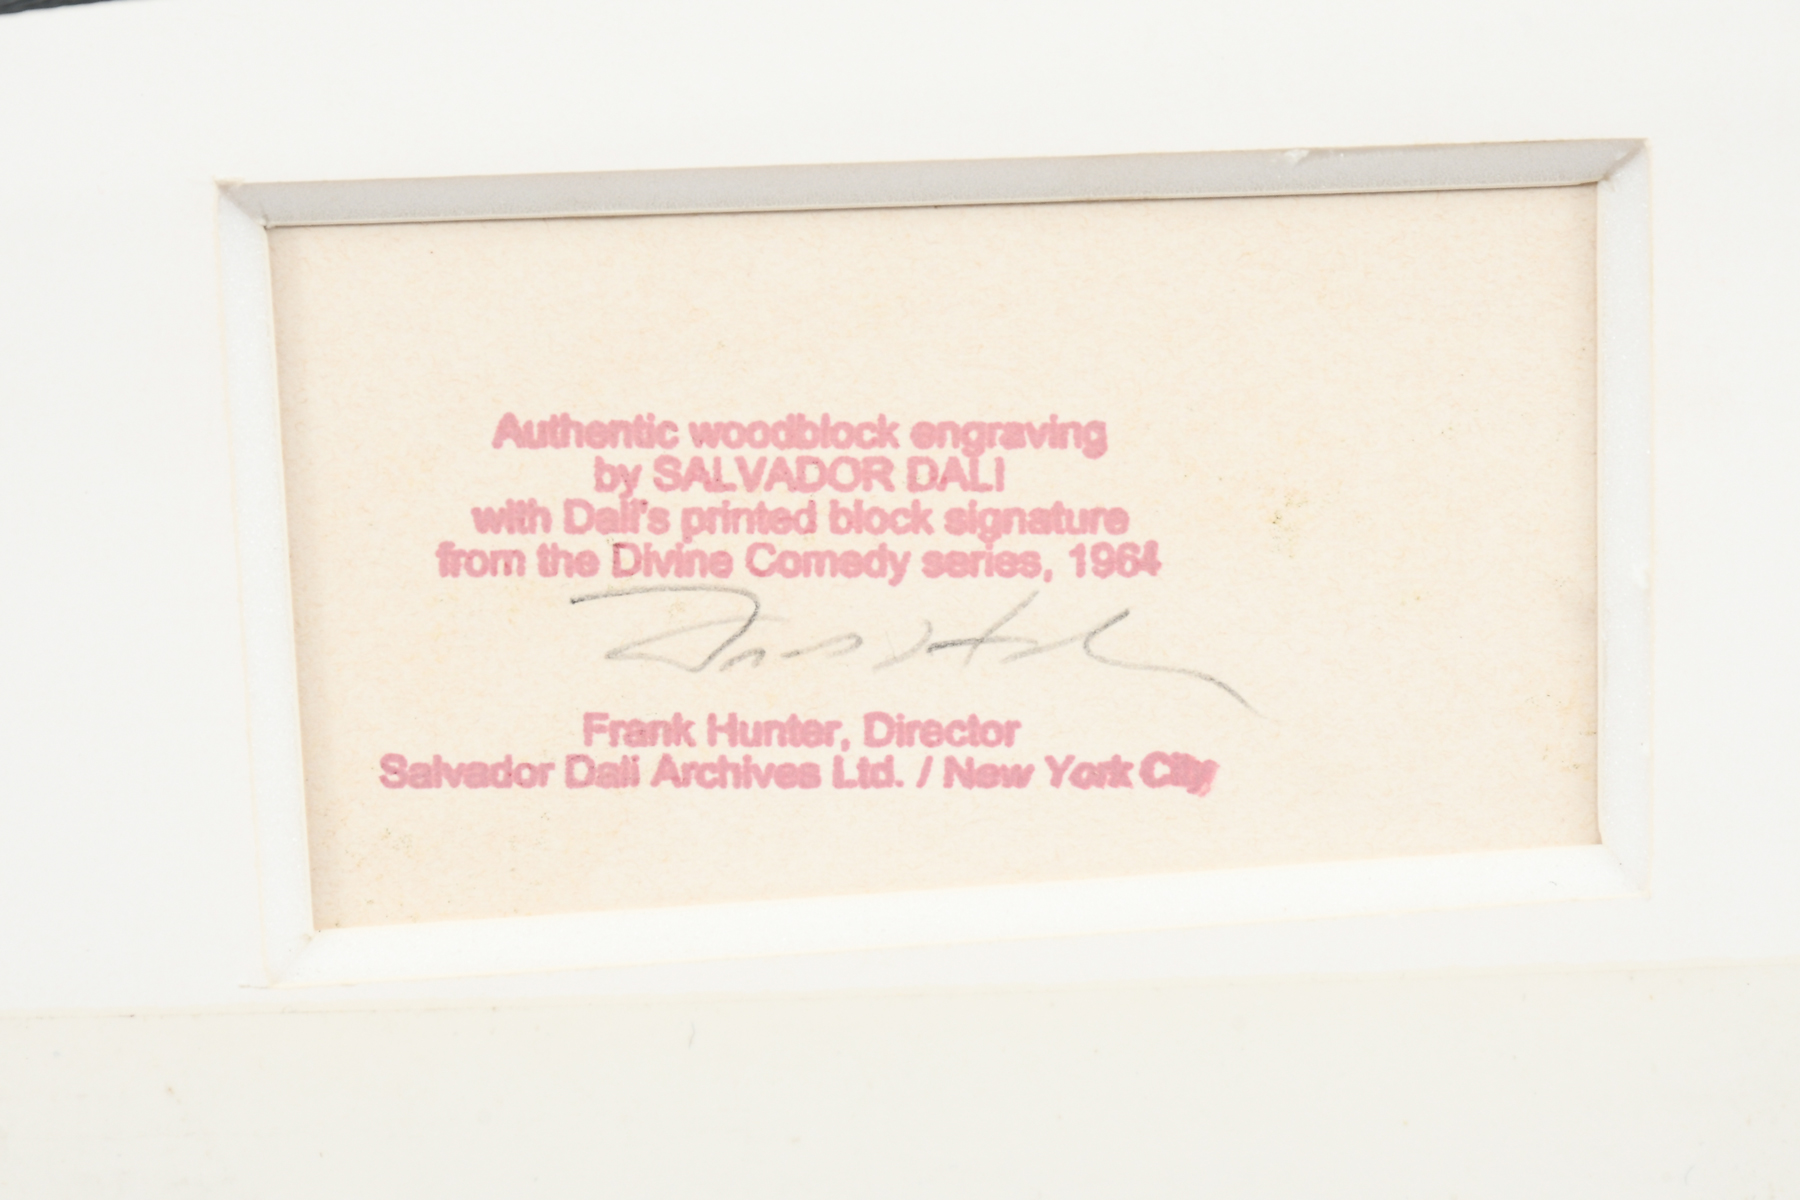 Authentic woodblock engraving
by SALVADOR DALI
with Dali's printed block signature
from the Divine Comedy series, 1964
Frank Hunter, Director
Salvador Dali Archives Ltd. / New York City